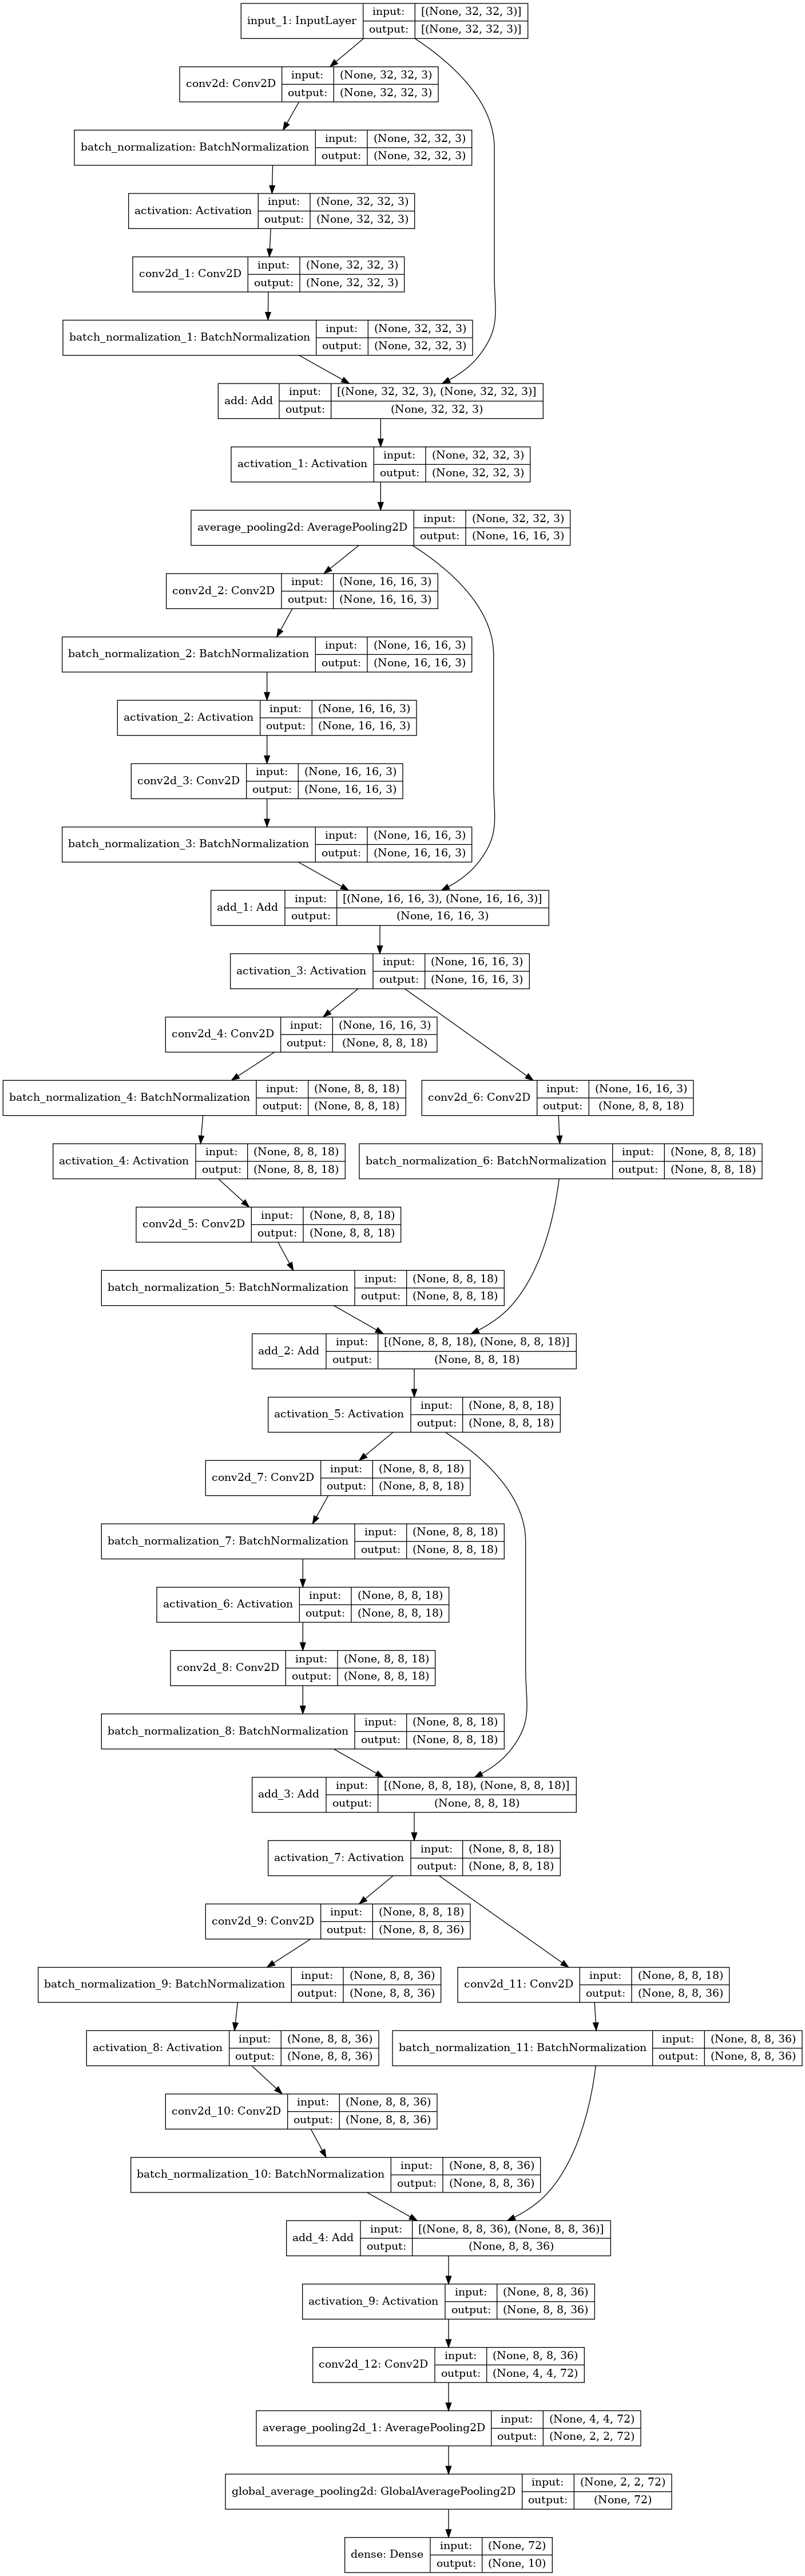 input_1: InputLayer
input: [(None, 32, 32, 3)]
output: [(None, 32, 32, 3)]
conv2d: Conv2D
input: (None, 32, 32, 3)
output: (None, 32, 32, 3)
batch_normalization: BatchNormalization
input: (None, 32, 32, 3)
output: (None, 32, 32, 3)
activation: Activation
input: (None, 32, 32, 3)
output: (None, 32, 32, 3)
conv2d_1: Conv2D
input: (None, 32, 32, 3)
output: (None, 32, 32, 3)
batch_normalization_1: BatchNormalization
input: (None, 32, 32, 3)
output: (None, 32, 32, 3)
add: Add
input: [(None, 32, 32, 3), (None, 32, 32, 3)]
output: (None, 32, 32, 3)
activation_1: Activation
input: (None, 32, 32, 3)
output: (None, 32, 32, 3)
average_pooling2d: AveragePooling2D
input: (None, 32, 32, 3)
output: (None, 16, 16, 3)
conv2d_2: Conv2D
input: (None, 16, 16, 3)
output: (None, 16, 16, 3)
batch_normalization_2: BatchNormalization
input: (None, 16, 16, 3)
output: (None, 16, 16, 3)
activation_2: Activation
input: (None, 16, 16, 3)
output: (None, 16, 16, 3)
conv2d_3: Conv2D
input: (None, 16, 16, 3)
output: (None, 16, 16, 3)
batch_normalization_3: BatchNormalization
input: (None, 16, 16, 3)
output: (None, 16, 16, 3)
add_1: Add
input: [(None, 16, 16, 3), (None, 16, 16, 3)]
output: (None, 16, 16, 3)
activation_3: Activation
input: (None, 16, 16, 3)
output: (None, 16, 16, 3)
conv2d_4: Conv2D
input: (None, 16, 16, 3)
output: (None, 8, 8, 18)
batch_normalization_4: BatchNormalization
input: (None, 8, 8, 18)
output: (None, 8, 8, 18)
conv2d_6: Conv2D
input: (None, 16, 16, 3)
output: (None, 8, 8, 18)
activation_4: Activation
input: (None, 8, 8, 18)
output: (None, 8, 8, 18)
batch_normalization_6: BatchNormalization
input: (None, 8, 8, 18)
output: (None, 8, 8, 18)
conv2d_5: Conv2D
input: (None, 8, 8, 18)
output: (None, 8, 8, 18)
batch_normalization_5: BatchNormalization
input: (None, 8, 8, 18)
output: (None, 8, 8, 18)
add_2: Add
input: [(None, 8, 8, 18), (None, 8, 8, 18)]
output: (None, 8, 8, 18)
activation_5: Activation
input: (None, 8, 8, 18)
output: (None, 8, 8, 18)
conv2d_7: Conv2D
input: (None, 8, 8, 18)
output: (None, 8, 8, 18)
batch_normalization_7: BatchNormalization
input: (None, 8, 8, 18)
output: (None, 8, 8, 18)
activation_6: Activation
input: (None, 8, 8, 18)
output: (None, 8, 8, 18)
conv2d_8: Conv2D
input: (None, 8, 8, 18)
output: (None, 8, 8, 18)
batch_normalization_8: BatchNormalization
input: (None, 8, 8, 18)
output: (None, 8, 8, 18)
add_3: Add
input: [(None, 8, 8, 18), (None, 8, 8, 18)]
output: (None, 8, 8, 18)
activation_7: Activation
input: (None, 8, 8, 18)
output: (None, 8, 8, 18)
conv2d_9: Conv2D
input: (None, 8, 8, 18)
output: (None, 8, 8, 36)
batch_normalization_9: BatchNormalization
input: (None, 8, 8, 36)
output: (None, 8, 8, 36)
conv2d_11: Conv2D
input: (None, 8, 8, 18)
output: (None, 8, 8, 36)
activation_8: Activation
input: (None, 8, 8, 36)
output: (None, 8, 8, 36)
batch_normalization_11: BatchNormalization
input: (None, 8, 8, 36)
output: (None, 8, 8, 36)
conv2d_10: Conv2D
input: (None, 8, 8, 36)
output: (None, 8, 8, 36)
batch_normalization_10: BatchNormalization
input: (None, 8, 8, 36)
output: (None, 8, 8, 36)
add_4: Add
input: [(None, 8, 8, 36), (None, 8, 8, 36)]
output: (None, 8, 8, 36)
activation_9: Activation
input: (None, 8, 8, 36)
output: (None, 8, 8, 36)
conv2d_12: Conv2D
input: (None, 8, 8, 36)
output: (None, 4, 4, 72)
average_pooling2d_1: AveragePooling2D
input: (None, 4, 4, 72)
output: (None, 2, 2, 72)
global_average_pooling2d: GlobalAveragePooling2D
input: (None, 2, 2, 72)
output: (None, 72)
dense: Dense
input: (None, 72)
output: (None, 10)